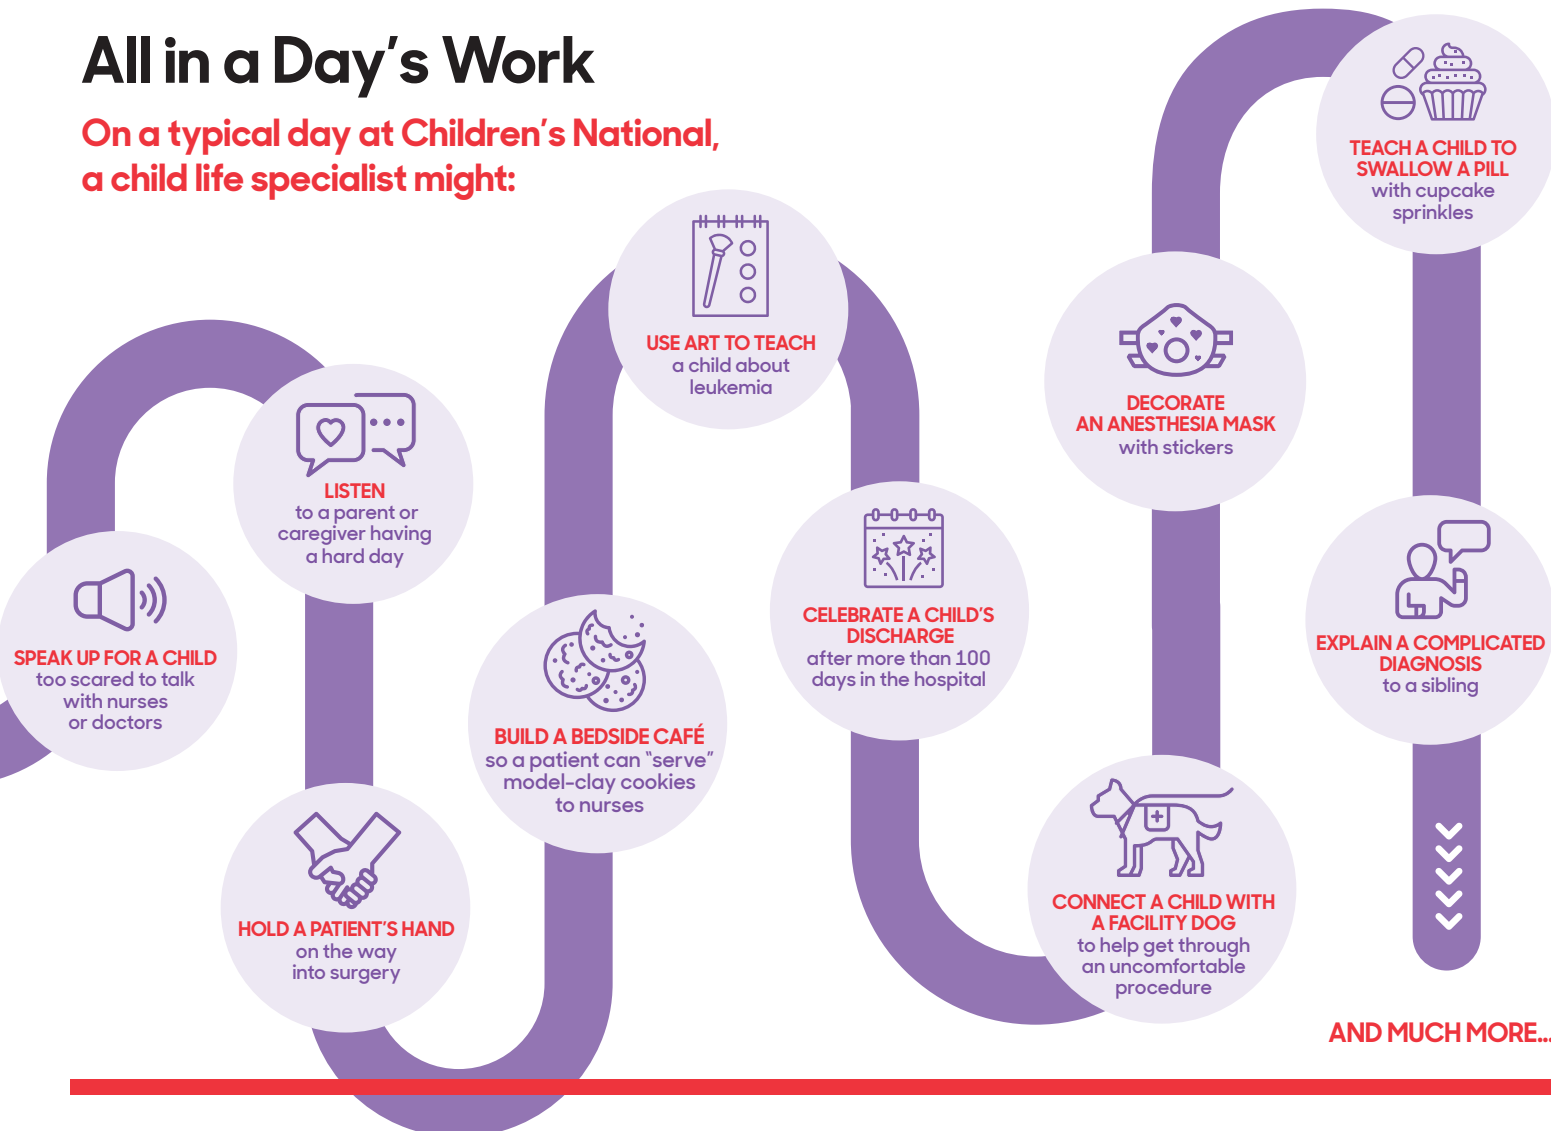 All in a Day’s Work
On a typical day at Children’s National,
a child life specialist might:
SPEAK UP FOR A CHILD
too scared to talk
with nurses
or doctors
LISTEN
to a parent or
caregiver having
a hard day
HOLD A PATIENT’S HAND
on the way
into surgery
BUILD A BEDSIDE CAFÉ
so a patient can “serve”
model-clay cookies
to nurses
USE ART TO TEACH
a child about
leukemia
CELEBRATE A CHILD’S
DISCHARGE
after more than 100
days in the hospital
CONNECT A CHILD WITH
A FACILITY DOG
to help get through
an uncomfortable
procedure
DECORATE
AN ANESTHESIA MASK
with stickers
TEACH A CHILD TO
SWALLOW A PILL
with cupcake
sprinkles
EXPLAIN A COMPLICATED
DIAGNOSIS
to a sibling
AND MUCH MORE...